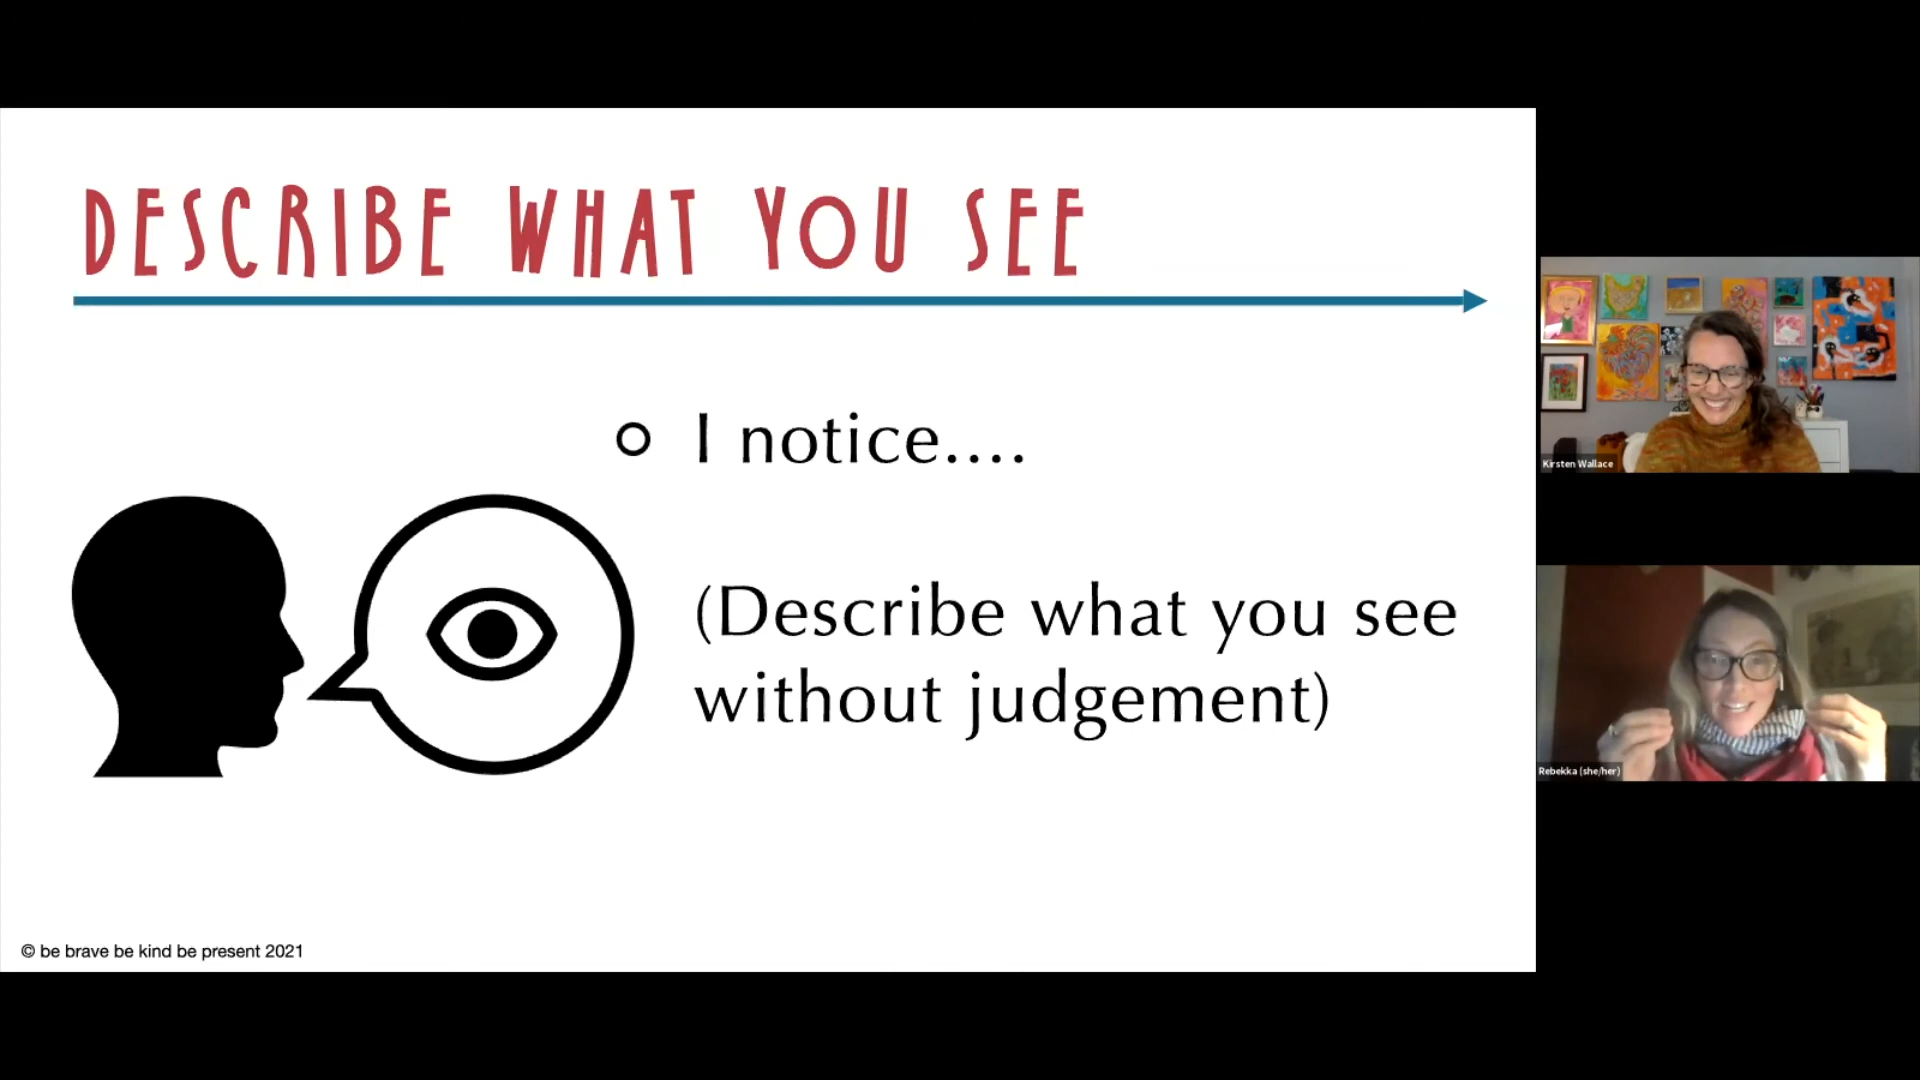 DESCRIBE WHAT YOU SEE
I notice....
(Describe what you see
without judgement)
© be brave be kind be present 2021
Kirsten Wallace
Rebekka (she/her)